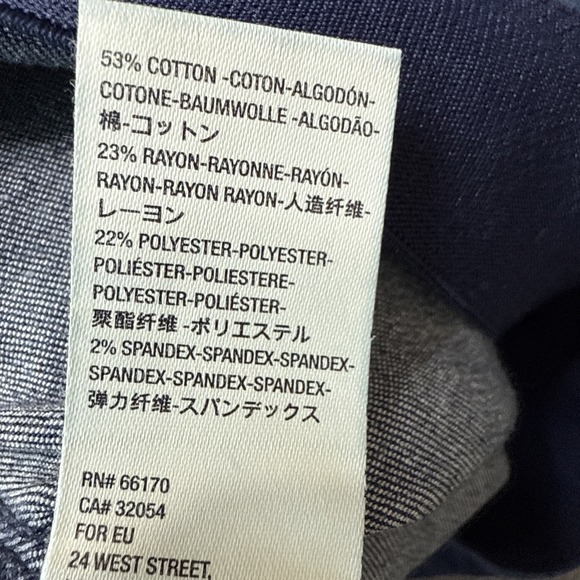 53% COTTON -COTON-ALGODÓN-
COTONE-BAUMWOLLE -ALGODÃO-
棉-コットン
23% RAYON-RAYONNE-RAYÓN-
RAYON-RAYON RAYON-人造纤维-
レーヨン
22% POLYESTER-POLYESTER-
POLIÉSTER-POLIESTERE-
POLYESTER-POLIÉSTER-
聚酯纤维 -ポリエステル
2% SPANDEX-SPANDEX-SPANDEX-
SPANDEX-SPANDEX-SPANDEX-
弹力纤维-スパンデックス
RN# 66170
CA# 32054
FOR EU
24 WEST STREET,